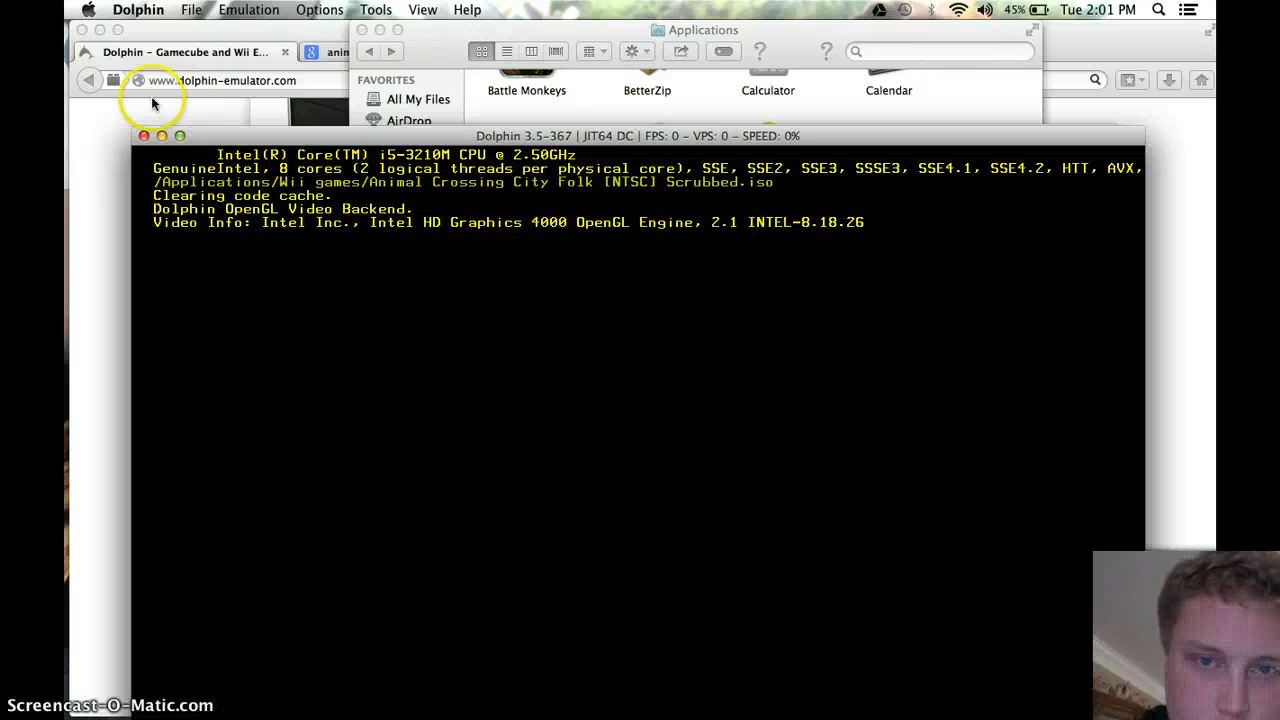 Dolphin File Emulation Options Tools View Help 45% Tue 2:01 PM
Applications
Dolphin - Gamecube and Wii E...
anim
www.dolphin-emulator.com
FAVORITES
All My Files
AirDrop
Battle Monkeys BetterZip Calculator Calendar
Dolphin 3.5-367 | JIT64 DC | FPS: 0 - VPS: 0 - SPEED: 0%
Intel(R) Core(TM) i5-3210M CPU @ 2.50GHz
GenuineIntel, 8 cores (2 logical threads per physical core), SSE, SSE2, SSE3, SSSE3, SSE4.1, SSE4.2, HTT, AVX,
/Applications/Wii games/Animal Crossing City Folk [NTSC] Scrubbed.iso
Clearing code cache.
Dolphin OpenGL Video Backend.
Video Info: Intel Inc., Intel HD Graphics 4000 OpenGL Engine, 2.1 INTEL-8.18.26
Screencast-O-Matic.com